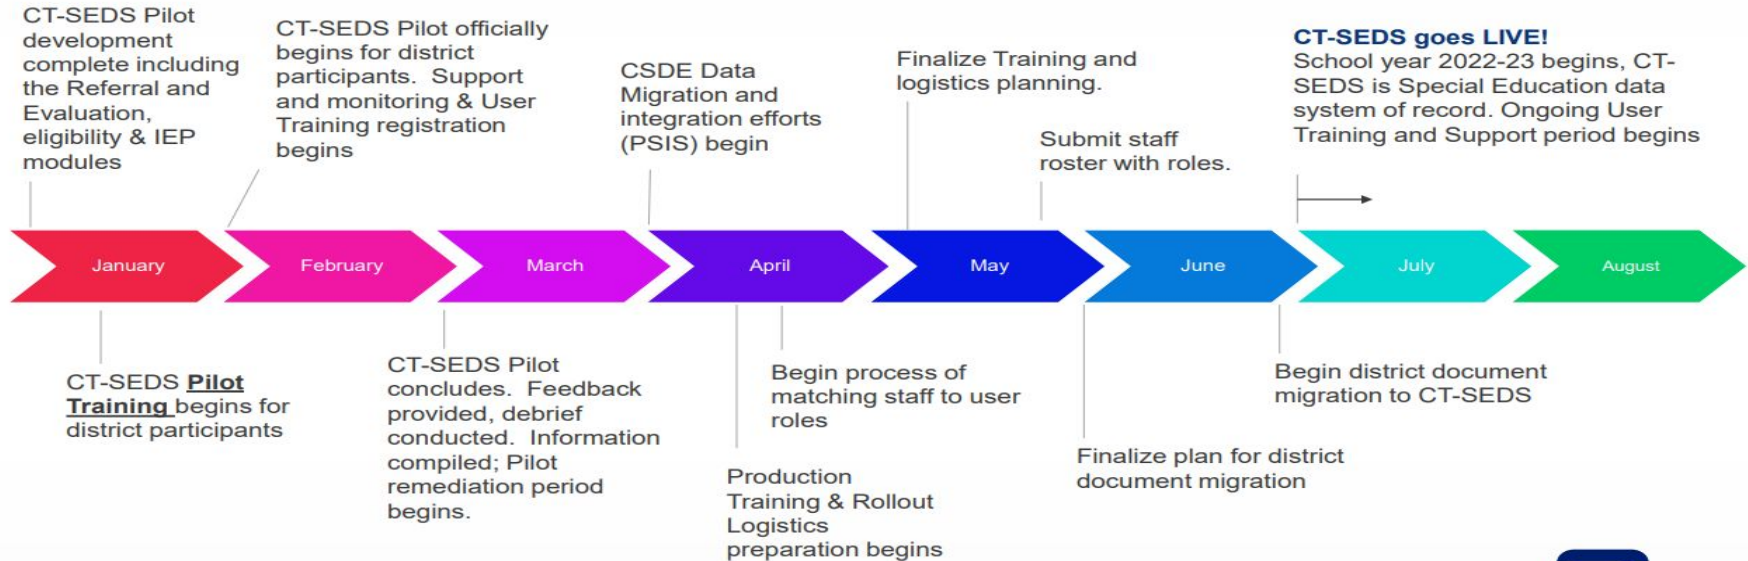 CT-SEDS Pilot
development
complete including
the Referral and
Evaluation,
eligibility & IEP
modules
CT-SEDS Pilot officially
begins for district
participants.  Support
and monitoring & User
Training registration
begins
CSDE Data
Migration and
integration efforts
(PSIS) begin
Finalize Training and
logistics planning.
Submit staff
roster with roles.
CT-SEDS goes LIVE!
School year 2022-23 begins, CT-
SEDS is Special Education data
system of record. Ongoing User
Training and Support period begins
January
February
March
April
May
June
July
August
CT-SEDS Pilot
Training begins for
district participants
CT-SEDS Pilot
concludes.  Feedback
provided, debrief
conducted.  Information
compiled; Pilot
remediation period
begins.
Production
Training & Rollout
Logistics
preparation begins
Begin process of
matching staff to user
roles
Finalize plan for district
document migration
Begin district document
migration to CT-SEDS